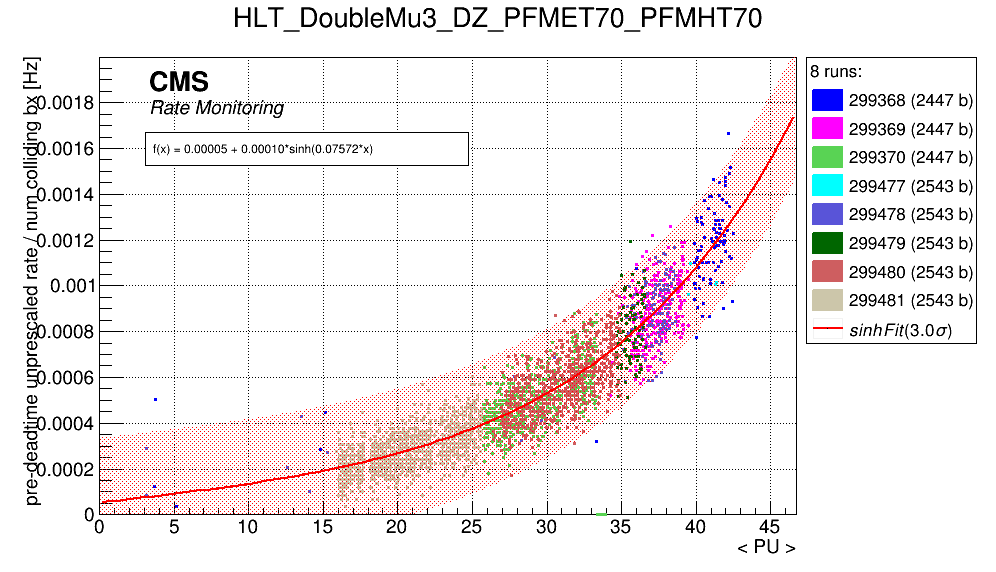 HLT_DoubleMu3_DZ_PFMET70_PFMHT70
pre-deadtime unprescaled rate / num colliding bx [Hz]
CMS
Rate Monitoring
f(x) = 0.00005 + 0.00010*sinh(0.07572*x)
0.0018
0.0016
0.0014
0.0012
0.001
0.0008
0.0006
0.0004
0.0002
0
0 5 10 15 20 25 30 35 40 45
< PU >
8 runs:
299368 (2447 b)
299369 (2447 b)
299370 (2447 b)
299477 (2543 b)
299478 (2543 b)
299479 (2543 b)
299480 (2543 b)
299481 (2543 b)
sinhFit(3.0σ)